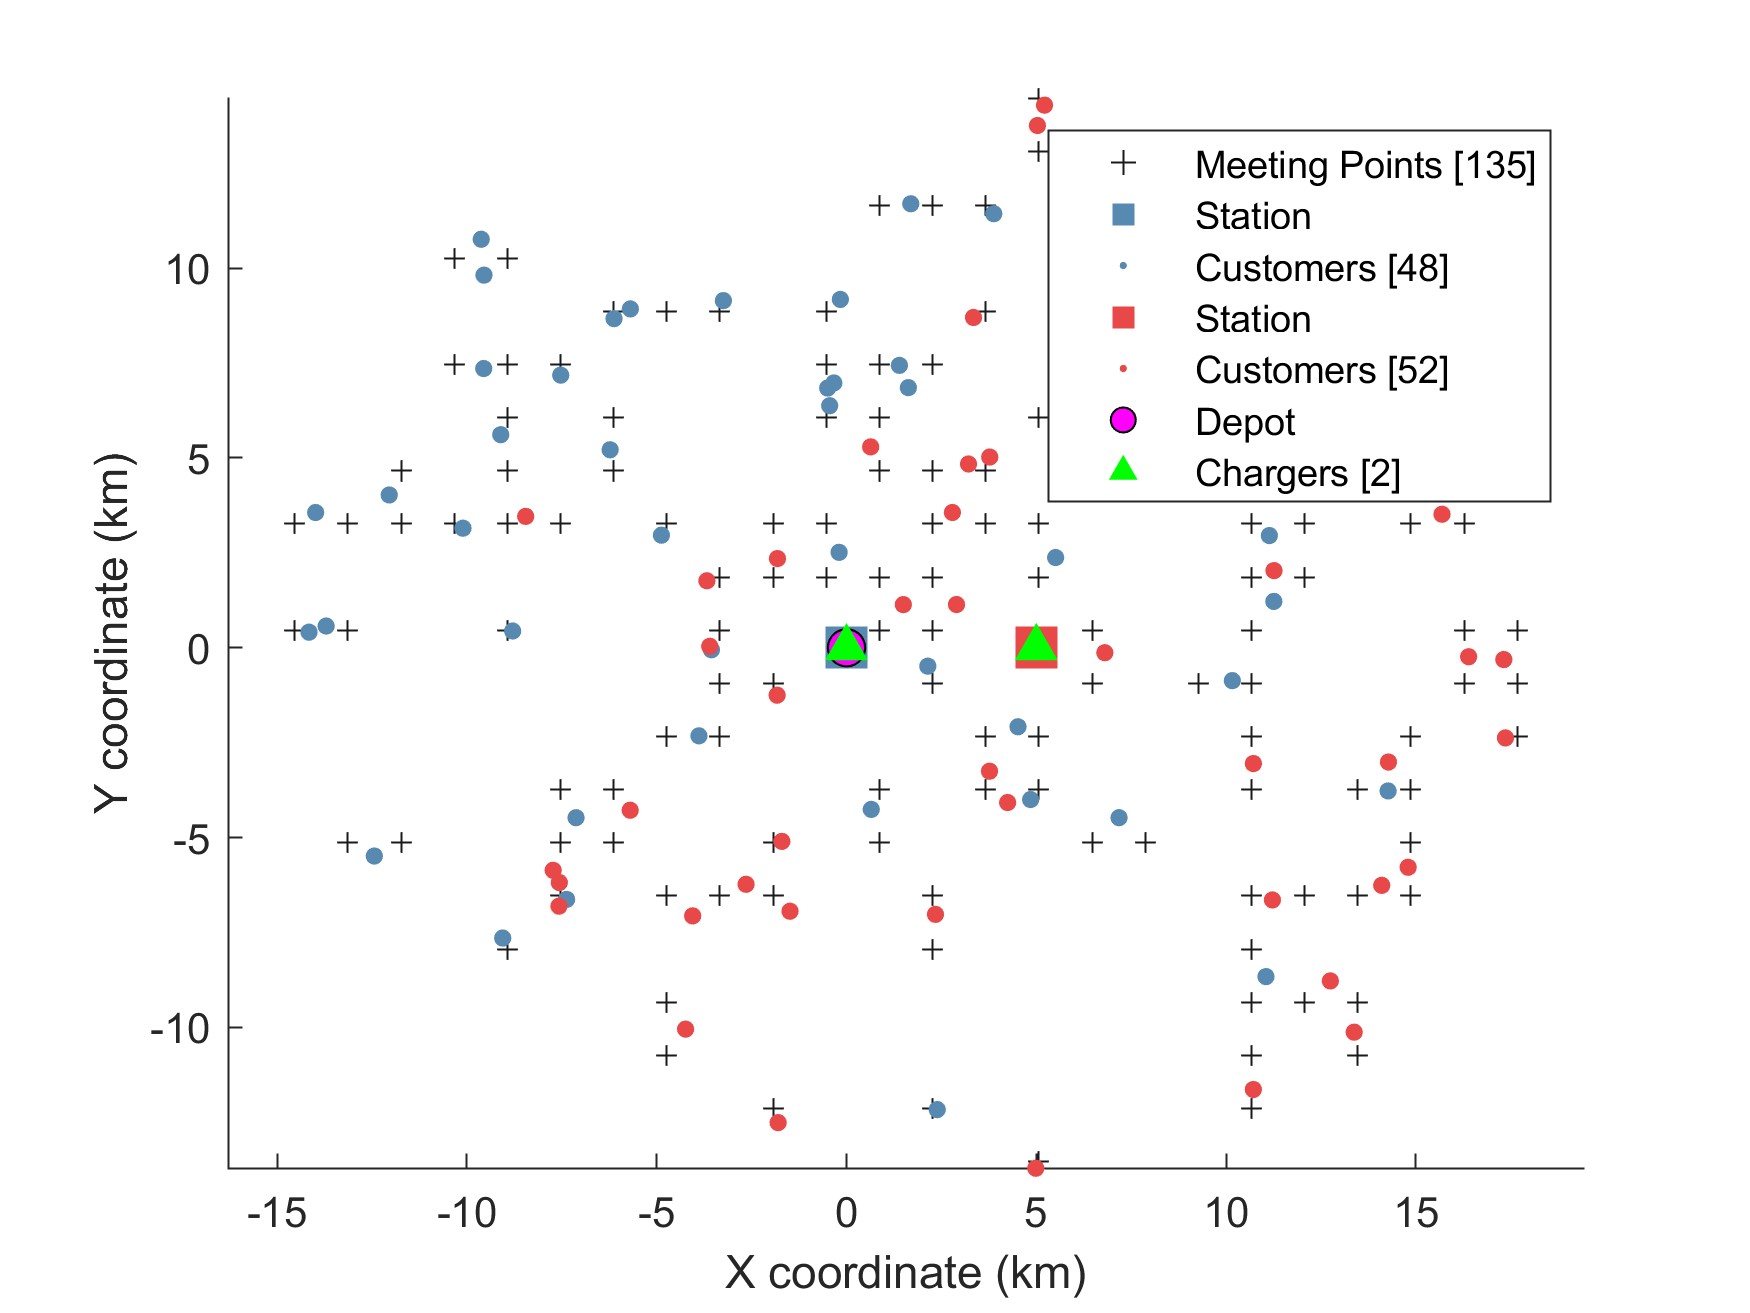 Meeting Points [135]
Station
Customers [48]
Station
Customers [52]
Depot
Chargers [2]
10
5
0
-5
-10
Y coordinate (km)
-15 -10 -5 0 5 10 15
X coordinate (km)